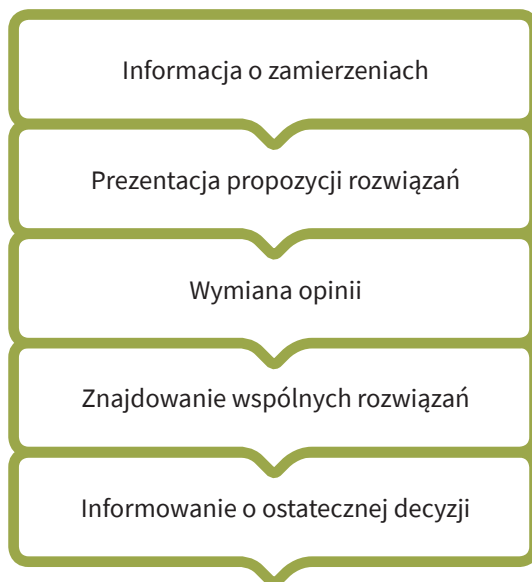 Informacja o zamierzeniach
Prezentacja propozycji rozwiązań
Wymiana opinii
Znajdowanie wspólnych rozwiązań
Informowanie o ostatecznej decyzji